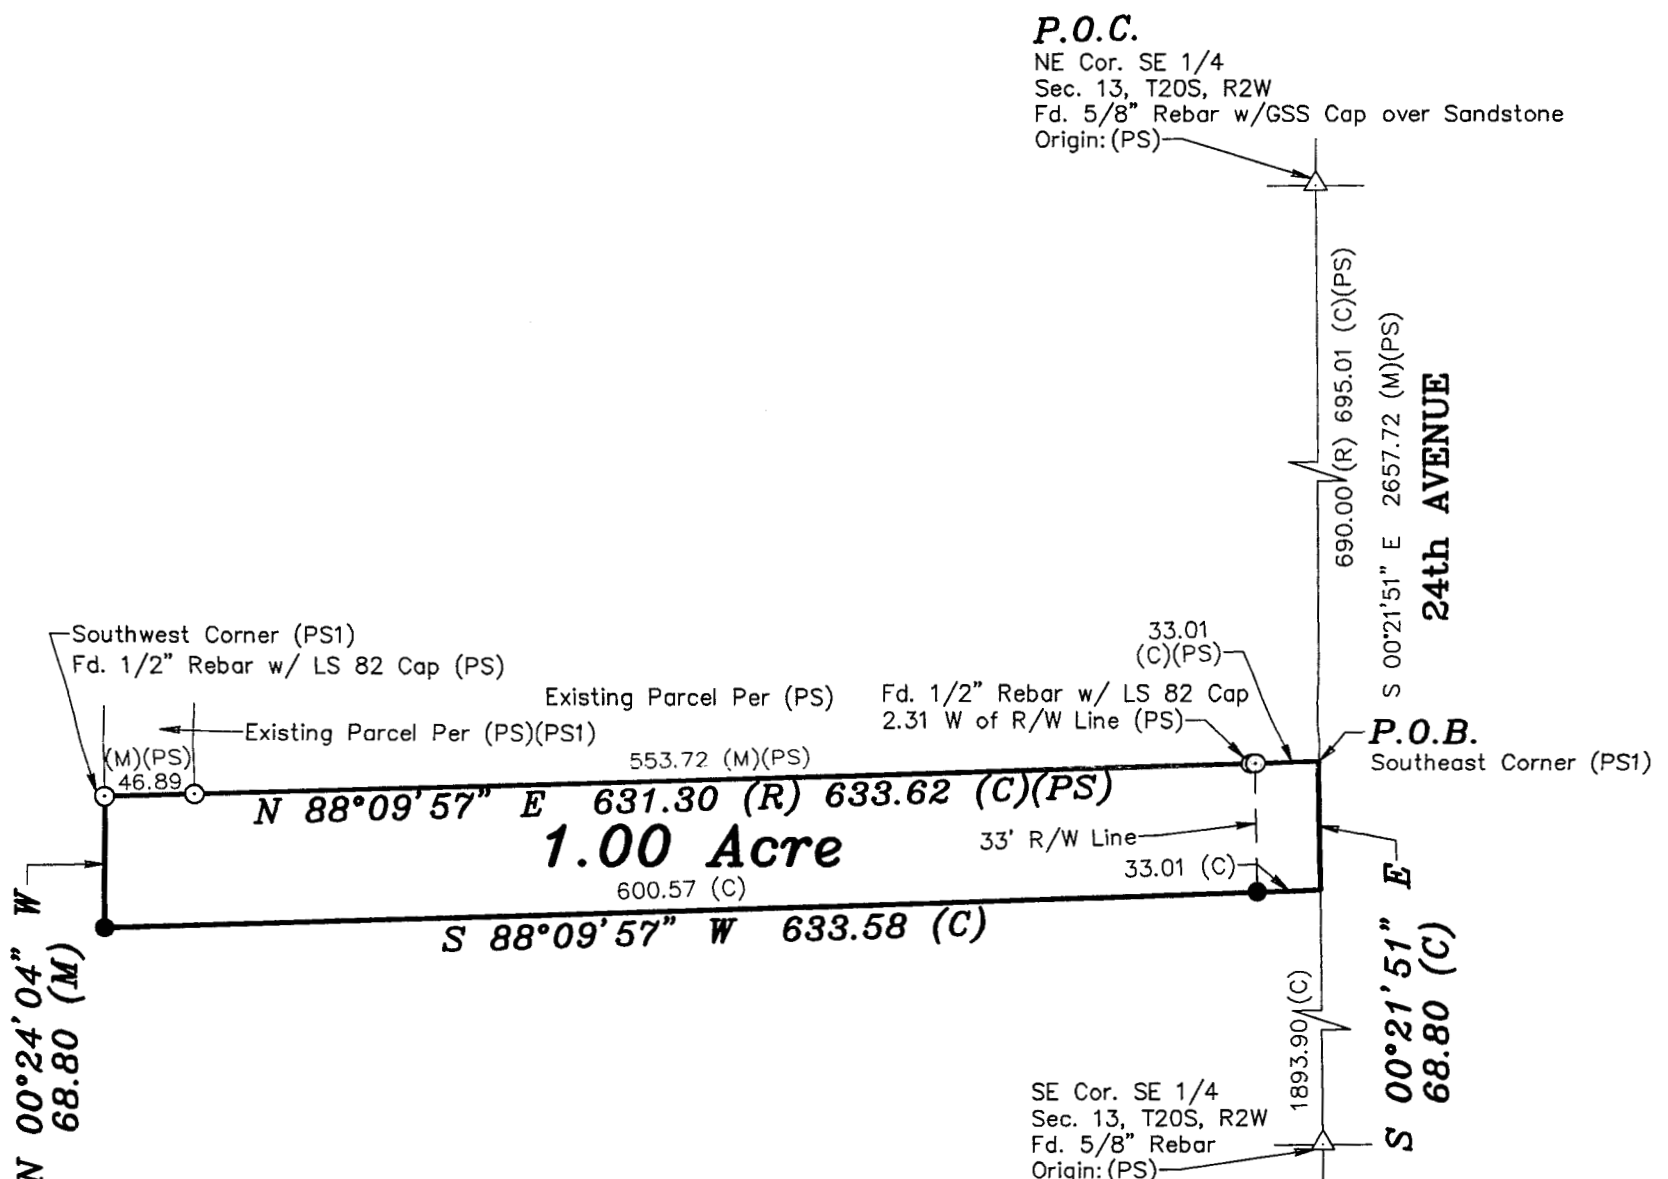 P.O.C.
NE Cor. SE 1/4
Sec. 13, T20S, R2W
Fd. 5/8" Rebar w/GSS Cap over Sandstone
Origin: (PS)
690.00 (R) 695.01 (C)(PS)
S 00°21'51" E 2657.72 (M)(PS)
24th AVENUE
Southwest Corner (PS1)
Fd. 1/2" Rebar w/ LS 82 Cap (PS)
Existing Parcel Per (PS)
Existing Parcel Per (PS)(PS1)
33.01
(C)(PS)
Fd. 1/2" Rebar w/ LS 82 Cap
2.31 W of R/W Line (PS)
P.O.B.
Southeast Corner (PS1)
(M)(PS)
46.89
553.72 (M)(PS)
N 88°09'57" E 631.30 (R) 633.62 (C)(PS)
1.00 Acre
33' R/W Line
33.01 (C)
600.57 (C)
S 88°09'57" W 633.58 (C)
N 00°24'04" W
68.80 (M)
S 00°21'51" E
68.80 (C)
1893.90 (C)
SE Cor. SE 1/4
Sec. 13, T20S, R2W
Fd. 5/8" Rebar
Origin: (PS)